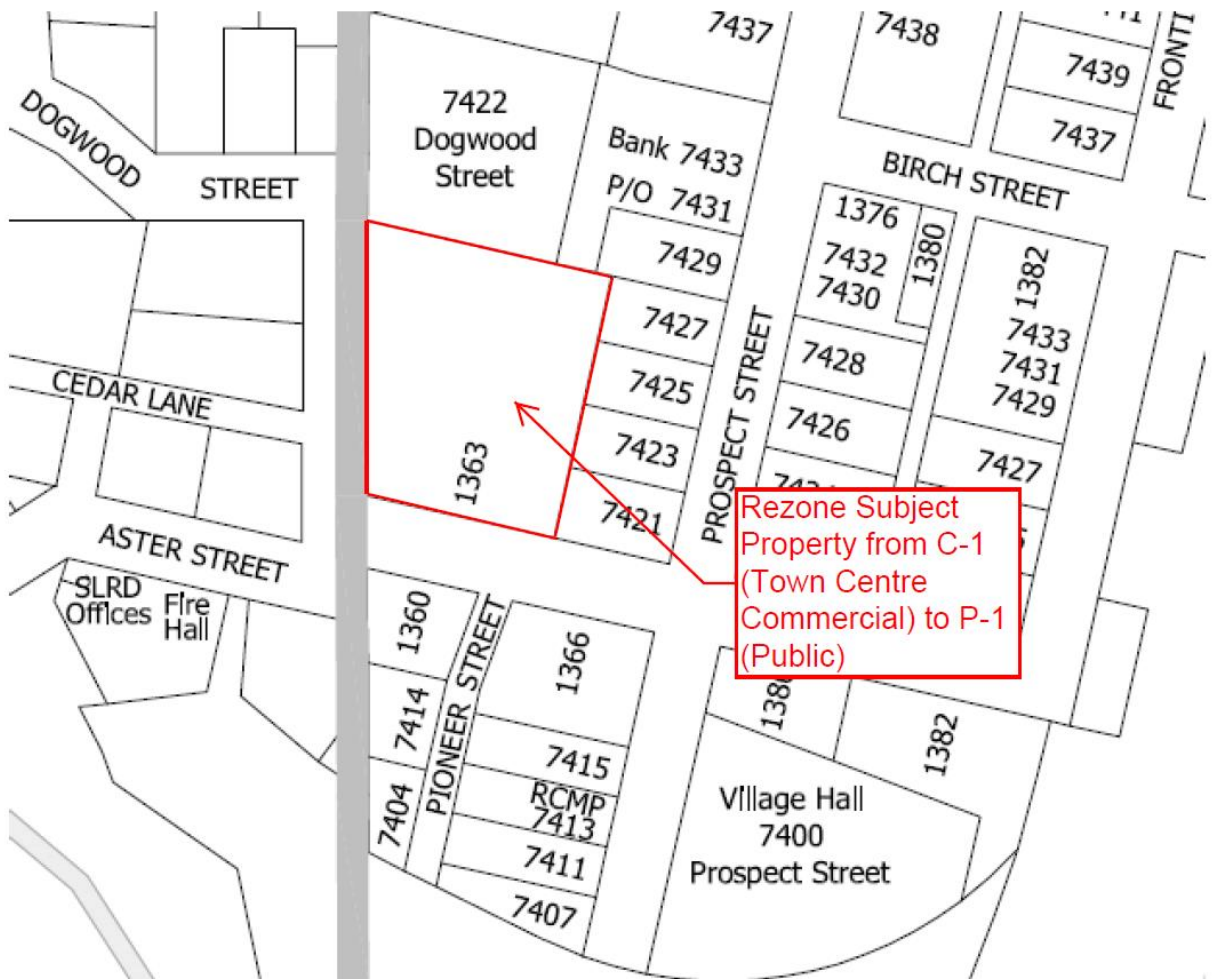 7437
7438
7439
7437
FRONTI
DOGWOOD
STREET
7422
Dogwood
Street
Bank 7433
P/O 7431
7429
7427
7425
7423
7421
BIRCH STREET
1376
7432
7430
1380
7428
7426
1382
7433
7431
7429
7427
PROSPECT STREET
CEDAR LANE
1363
ASTER STREET
SLRD
Offices
Fire
Hall
Rezone Subject
Property from C-1
(Town Centre
Commercial) to P-1
(Public)
1360
7414
7404
PIONEER STREET
1366
7415
RCMP
7413
7411
7407
1382
Village Hall
7400
Prospect Street